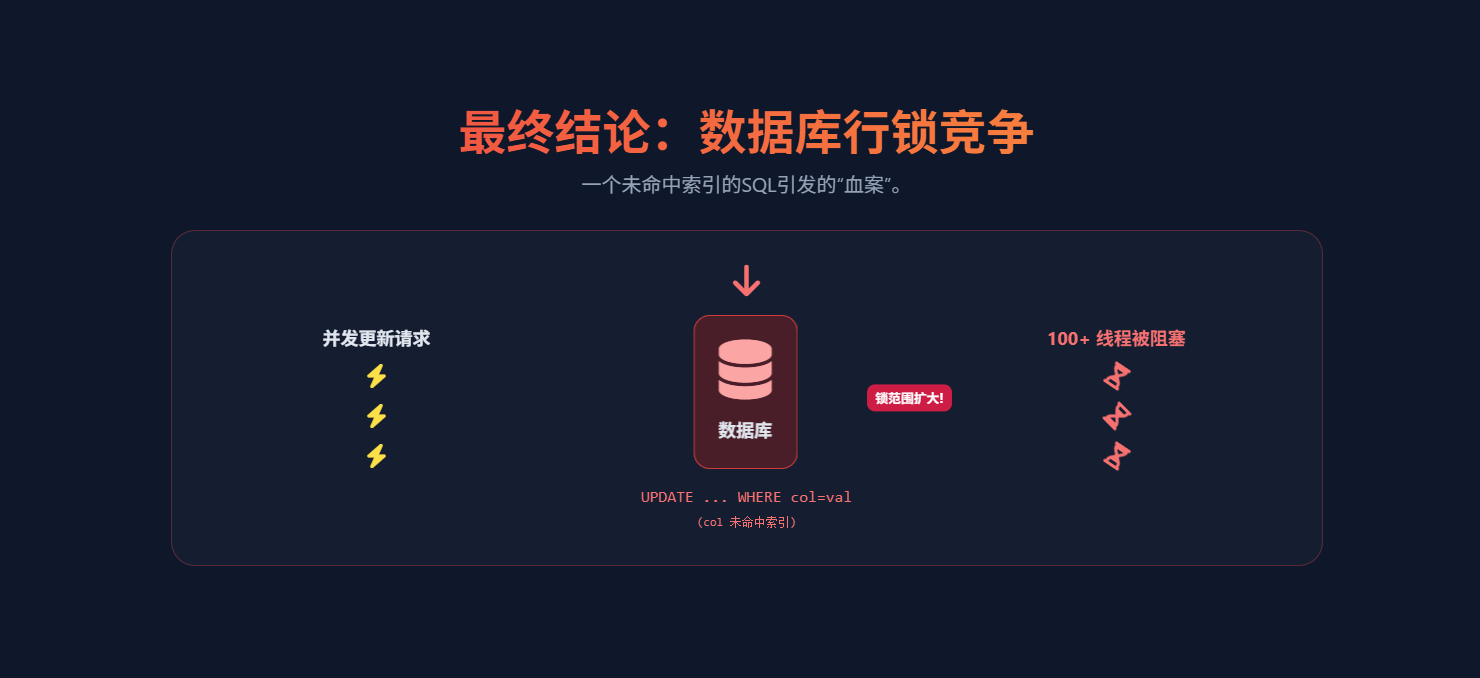 最终结论：数据库行锁竞争
一个未命中索引的SQL引发的“血案”。
并发更新请求
数据库
UPDATE ... WHERE col=val
(col 未命中索引)
锁范围扩大!
100+ 线程被阻塞